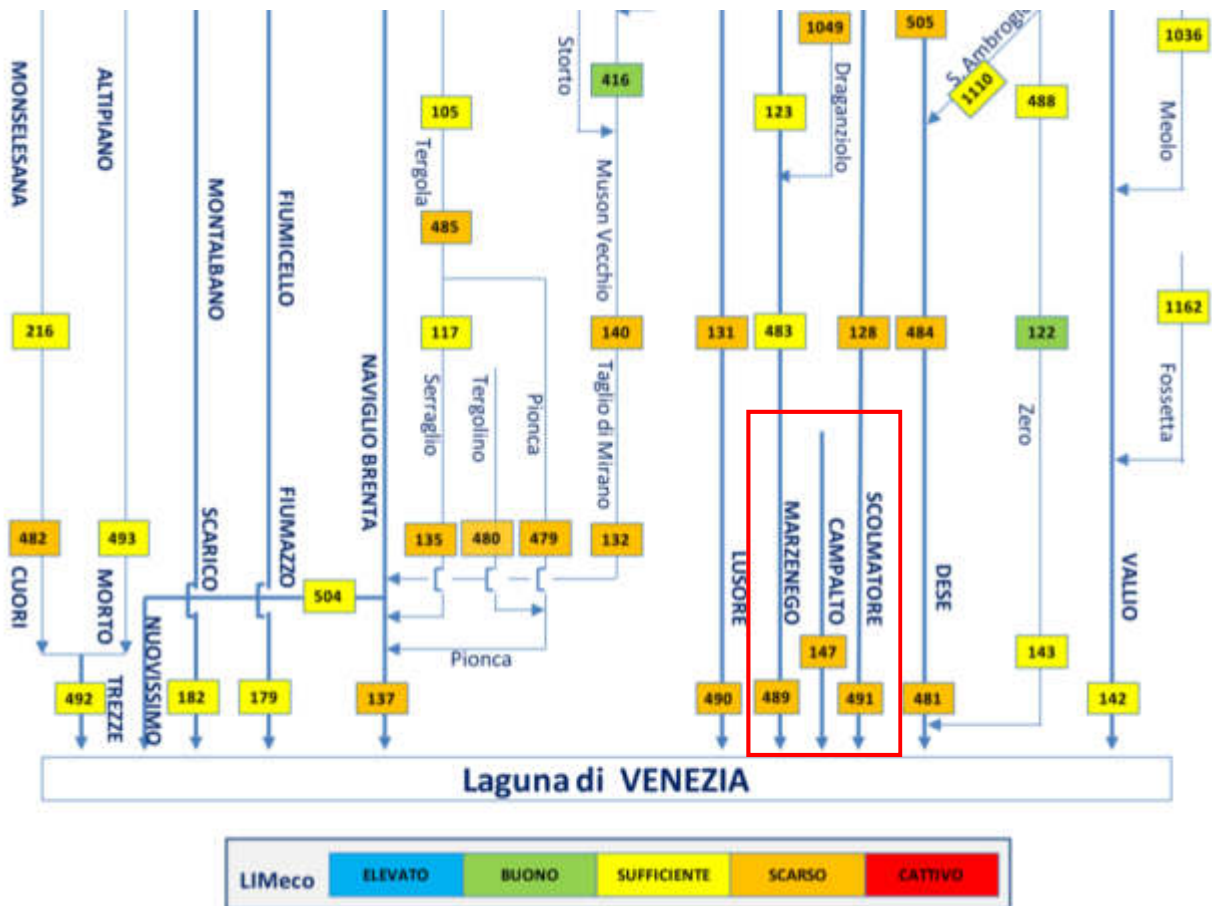 1049
505
S. Ambrogio
1036
Storto
416
Draganziolo
1110
488
MONSELESANA
ALTIPIANO
105
123
Meolo
Tergola
MONTALBANO
FIUMICELLO
Muson Vecchio
485
216
117
140
131
483
128
484
122
1162
NAVIGLIO BRENTA
Serraglio
Tergolino
Pionca
Taglio di Mirano
Zero
Fossetta
482
493
SCARICO
FIUMAZZO
135
480
479
132
MARZENEGO
CAMPALTO
SCOLMATORE
LUSORE
DESE
VALLIO
CUORI
MORTO
NUOVISSIMO
504
147
143
Pionca
492
TREZZE
182
179
137
490
489
491
481
142
Laguna di VENEZIA
LIMeco
ELEVATO
BUONO
SUFFICIENTE
SCARSO
CATTIVO